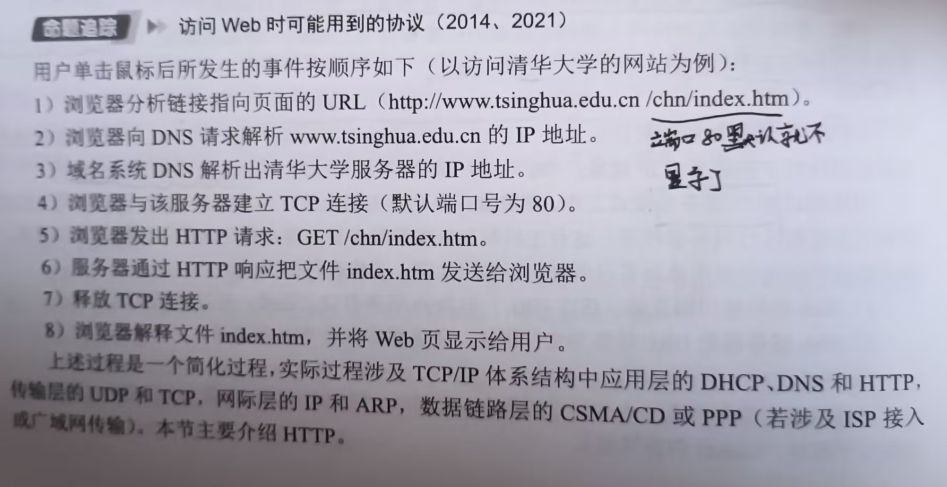 命题追踪 访问 Web 时可能用到的协议（2014、2021）
用户单击鼠标后所发生的事件按顺序如下（以访问清华大学的网站为例）：
1）浏览器分析链接指向页面的 URL（http://www.tsinghua.edu.cn /chn/index.htm）。
2）浏览器向 DNS 请求解析 www.tsinghua.edu.cn 的 IP 地址。
端口80默认就不
3）域名系统 DNS 解析出清华大学服务器的 IP 地址。
显示了
4）浏览器与该服务器建立 TCP 连接（默认端口号为 80）。
5）浏览器发出 HTTP 请求：GET /chn/index.htm。
6）服务器通过 HTTP 响应把文件 index.htm 发送给浏览器。
7）释放 TCP 连接。
8）浏览器解释文件 index.htm，并将 Web 页显示给用户。
上述过程是一个简化过程，实际过程涉及 TCP/IP 体系结构中应用层的 DHCP、DNS 和 HTTP，
传输层的 UDP 和 TCP，网际层的 IP 和 ARP，数据链路层的 CSMA/CD 或 PPP（若涉及 ISP 接入
或广域网传输）。本节主要介绍 HTTP。